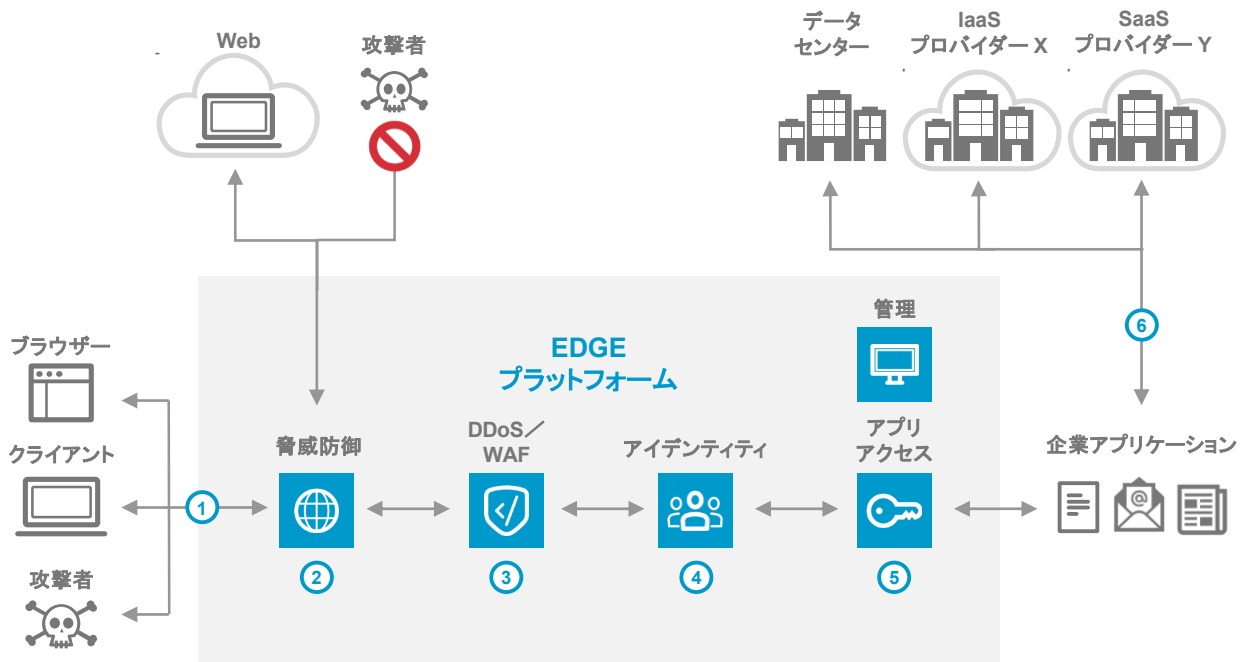 Web
攻撃者
データ
センター
IaaS
プロバイダー X
SaaS
プロバイダー Y
管理
6
ブラウザー
EDGE
プラットフォーム
クライアント
脅威防御
DDoS／
WAF
アイデンティティ
アプリ
アクセス
企業アプリケーション
@
1
</>
攻撃者
2
3
4
5